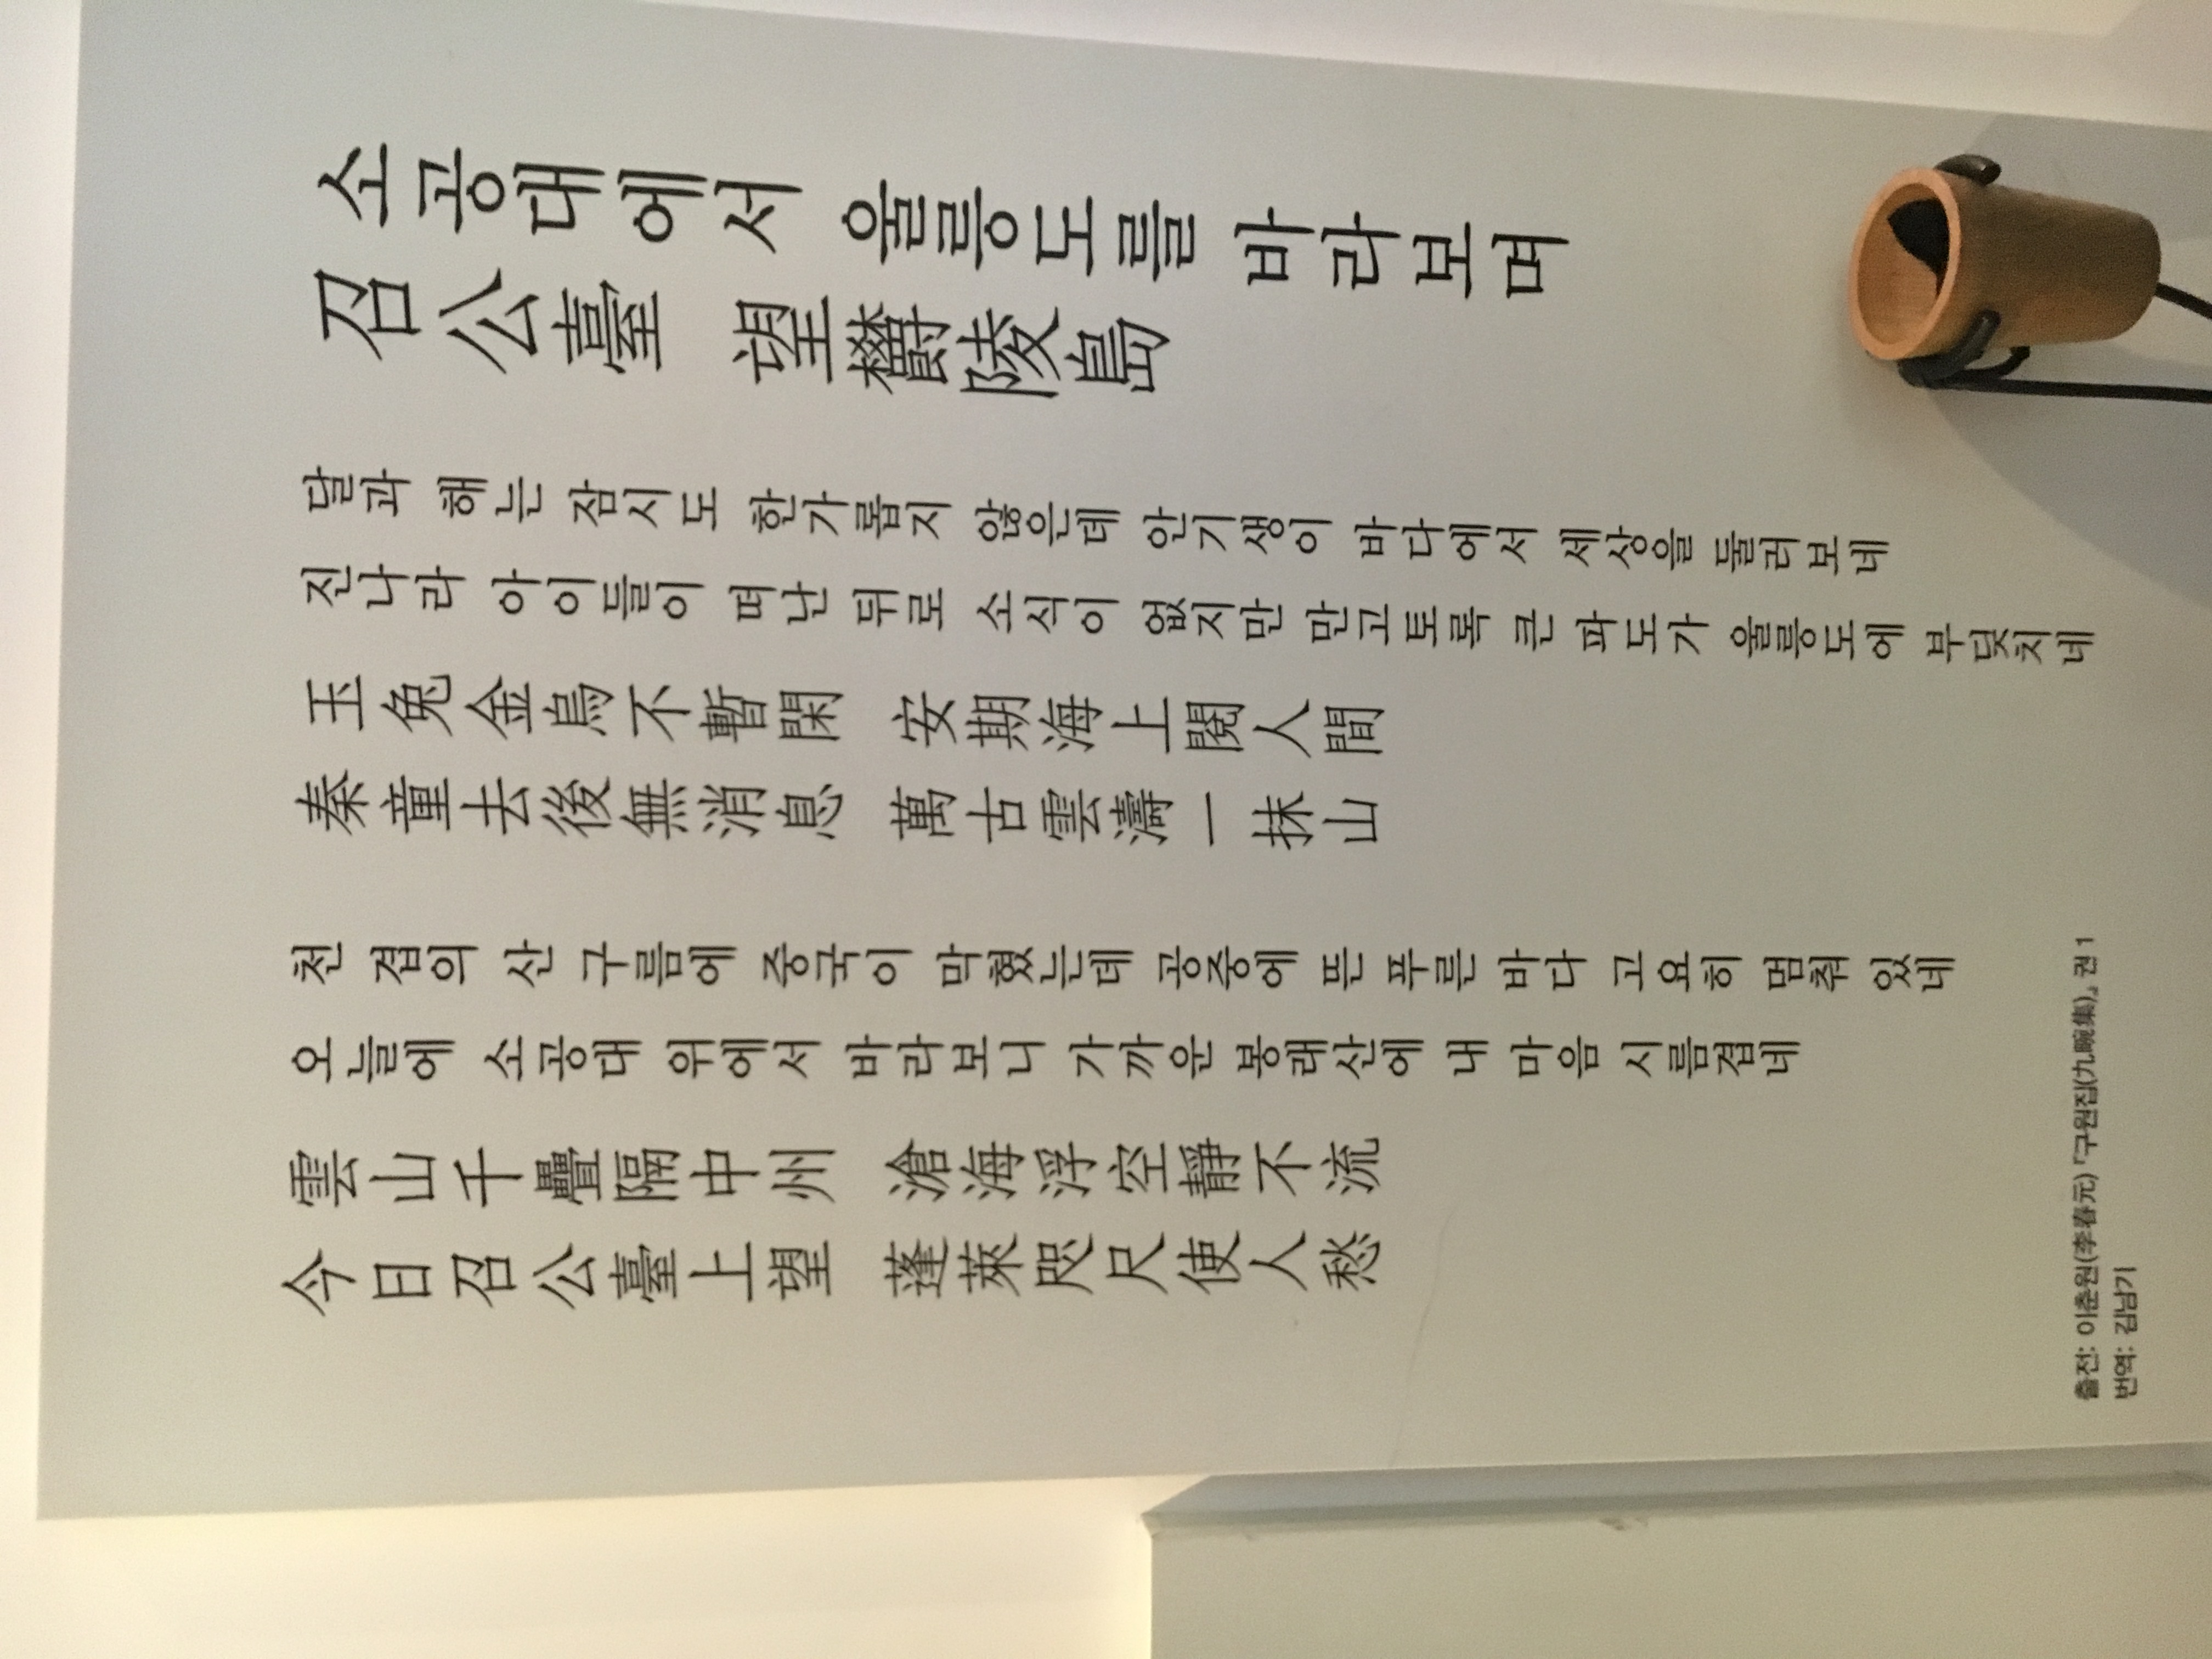 소공대에서 울릉도를 바라보며
召公臺 望欝陵島
달과 해는 잠시도 한가롭지 않은데 안기생이 바다에서 세상을 둘러보네
진나라 아이들이 떠난 뒤로 소식이 없지만 만고토록 큰 파도가 울릉도에 부딪치네
玉兔金烏不暫閑 安期海上閱人間
秦童去後無消息 萬古雲濤一抹山
천 겹의 산 구름에 중국이 막혔는데 공중에 뜬 푸른 바다 고요히 멈춰 있네
오늘에 소공대 위에서 바라보니 가까운 봉래산에 내 마음 시름겹네
雲山千疊隔中州 滄海浮空靜不流
今日召公臺上望 蓬萊咫尺使人愁
출전: 이춘원(李春元) 『구원집(九畹集)』 권 1
번역: 김남기